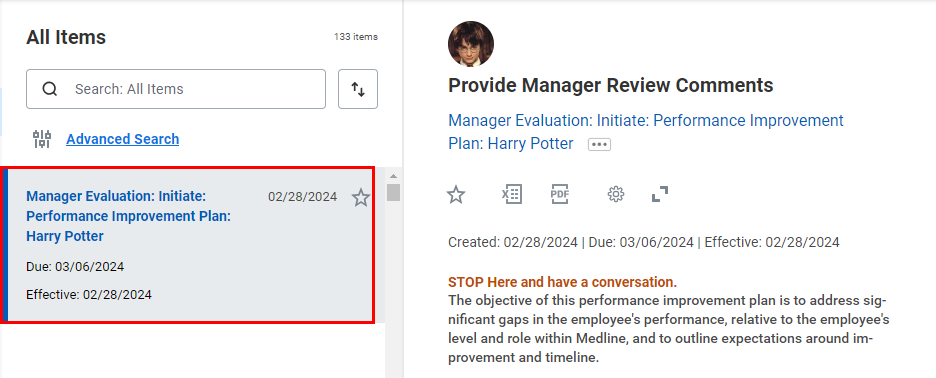 All Items
133 items
Search: All Items
Advanced Search
Manager Evaluation: Initiate:
Performance Improvement Plan:
Harry Potter
02/28/2024
Due: 03/06/2024
Effective: 02/28/2024
Provide Manager Review Comments
Manager Evaluation: Initiate: Performance Improvement
Plan: Harry Potter
PDF
Created: 02/28/2024 | Due: 03/06/2024 | Effective: 02/28/2024
STOP Here and have a conversation.
The objective of this performance improvement plan is to address sig-
nificant gaps in the employee's performance, relative to the employee's
level and role within Medline, and to outline expectations around im-
provement and timeline.